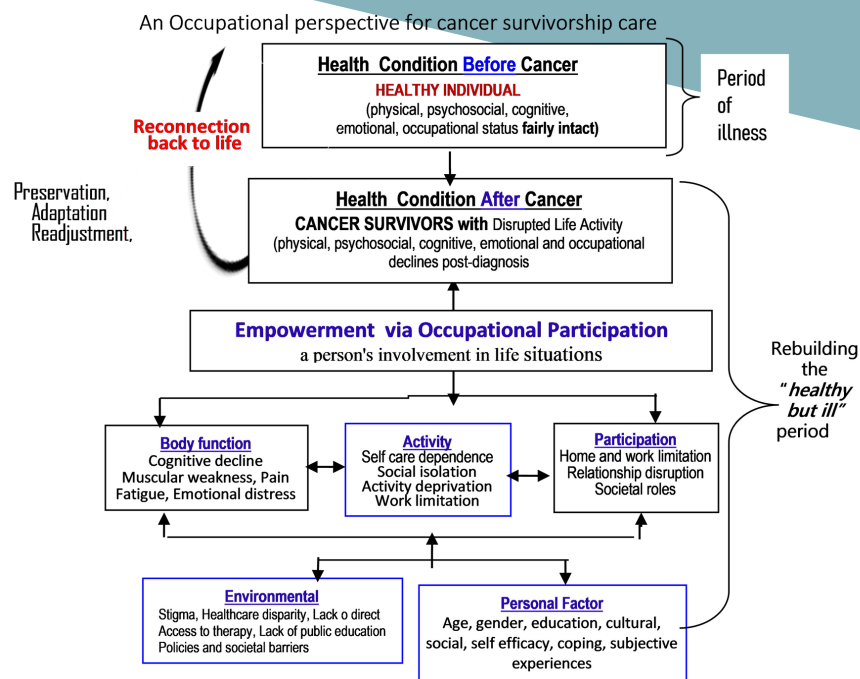 An Occupational perspective for cancer survivorship care
Health Condition Before Cancer
HEALTHY INDIVIDUAL
(physical, psychosocial, cognitive,
emotional, occupational status fairly intact)
Period
of
illness
Reconnection
back to life
Preservation,
Adaptation
Readjustment,
Health Condition After Cancer
CANCER SURVIVORS with Disrupted Life Activity
(physical, psychosocial, cognitive, emotional and occupational
declines post-diagnosis
Empowerment via Occupational Participation
a person's involvement in life situations
Rebuilding
the
"healthy
but ill"
period
Body function
Cognitive decline
Muscular weakness, Pain
Fatigue, Emotional distress
Activity
Self care dependence
Social isolation
Activity deprivation
Work limitation
Participation
Home and work limitation
Relationship disruption
Societal roles
Environmental
Stigma, Healthcare disparity, Lack o direct
Access to therapy, Lack of public education
Policies and societal barriers
Personal Factor
Age, gender, education, cultural,
social, self efficacy, coping, subjective
experiences